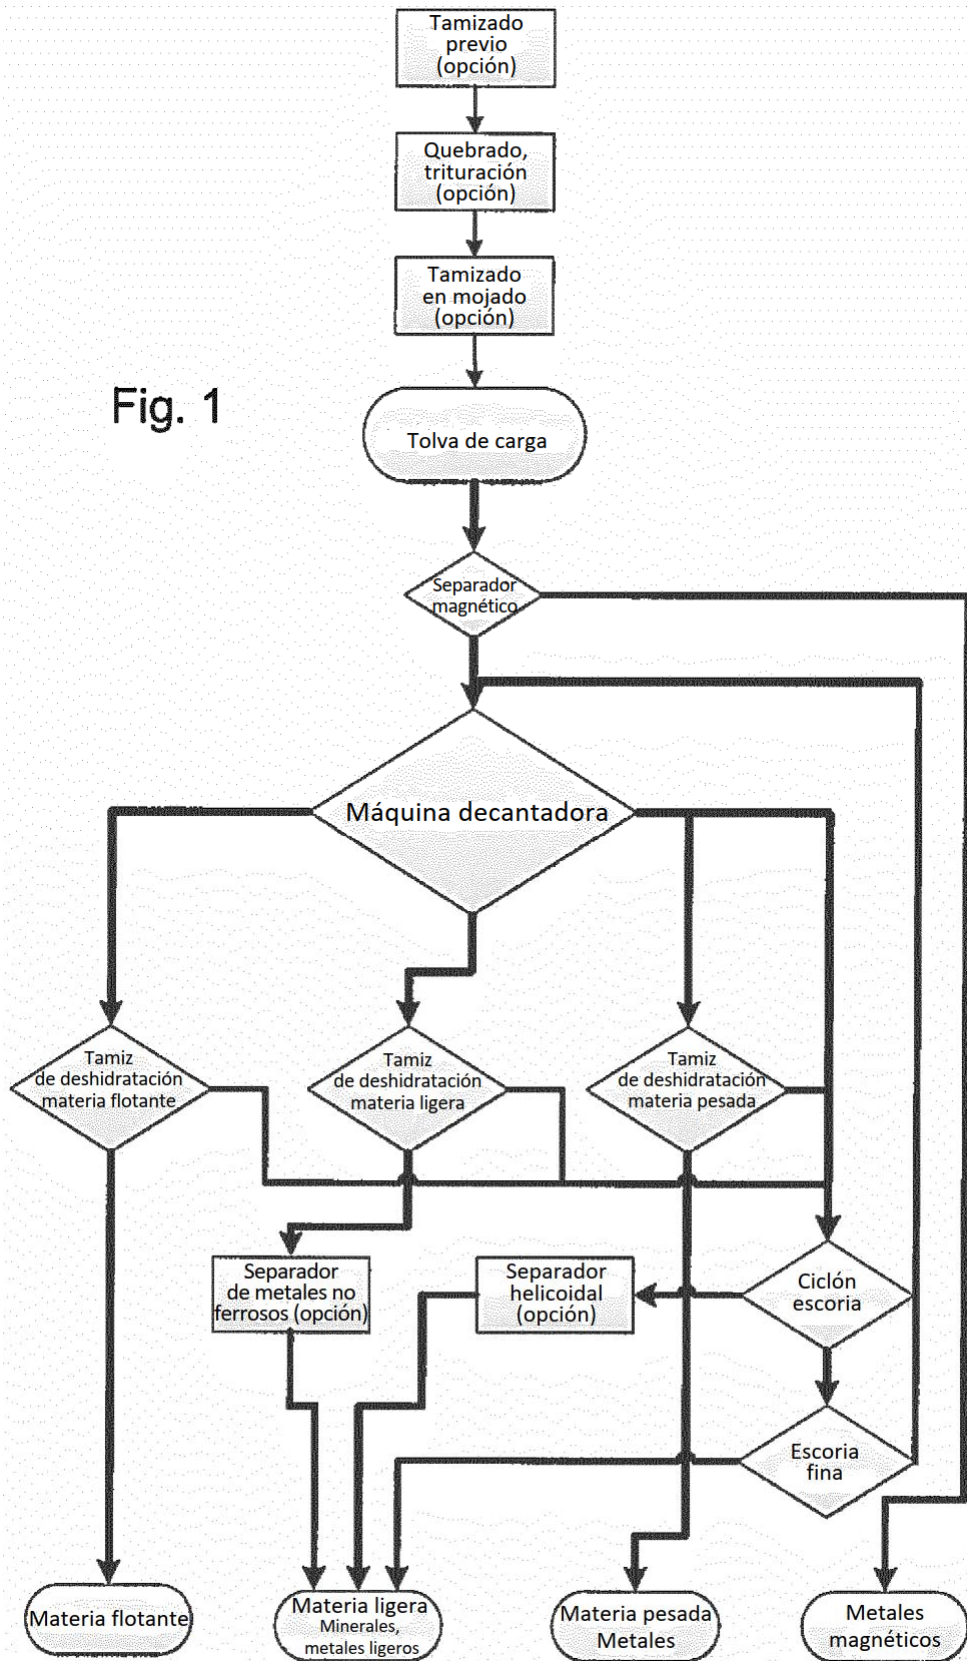 Tamizado
previo
(opción)
Quebrado,
trituración
(opción)
Tamizado
en mojado
(opción)
Fig. 1
Tolva de carga
Separador
magnético
Máquina decantadora
Tamiz
de deshidratación
materia flotante
Tamiz
de deshidratación
materia ligera
Tamiz
de deshidratación
materia pesada
Separador
de metales no
ferrosos (opción)
Separador
helicoidal
(opción)
Ciclón
escoria
Escoria
fina
Materia flotante
Materia ligera
Minerales,
metales ligeros
Materia pesada
Metales
Metales
magnéticos